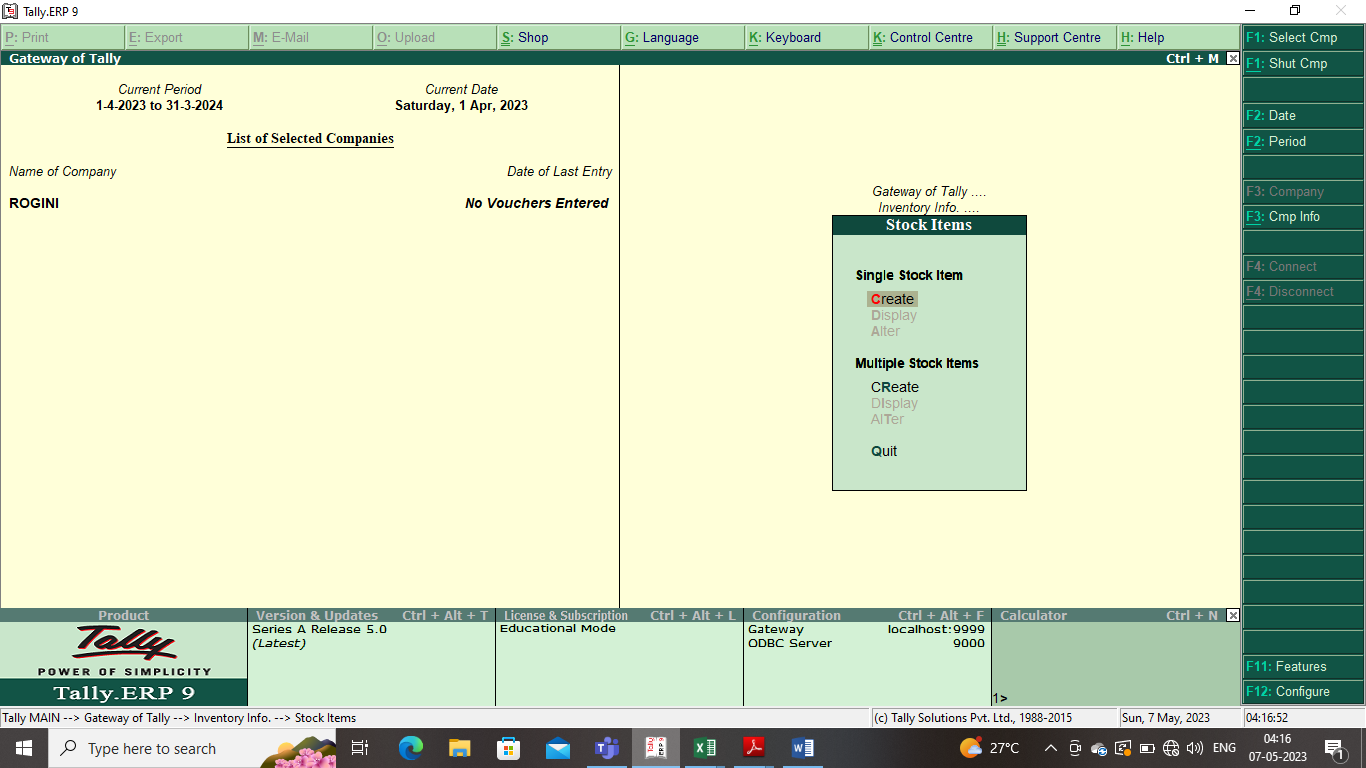 Tally.ERP 9
P: Print E: Export M: E-Mail O: Upload S: Shop G: Language K: Keyboard K: Control Centre H: Support Centre H: Help
Gateway of Tally Ctrl + M
Current Period Current Date
1-4-2023 to 31-3-2024 Saturday, 1 Apr, 2023
List of Selected Companies
Name of Company Date of Last Entry
ROGINI No Vouchers Entered
Gateway of Tally ....
Inventory Info. ....
Stock Items
Single Stock Item
Create
Display
Alter
Multiple Stock Items
CReate
DIsplay
AlTer
Quit
F1: Select Cmp
F1: Shut Cmp
F2: Date
F2: Period
F3: Company
F3: Cmp Info
F4: Connect
F4: Disconnect
F11: Features
F12: Configure
Product Version & Updates Ctrl + Alt + T License & Subscription Ctrl + Alt + L Configuration Ctrl + Alt + F Calculator Ctrl + N
Tally
POWER OF SIMPLICITY
Tally.ERP 9
Series A Release 5.0
(Latest)
Educational Mode
Gateway localhost:9999
ODBC Server 9000
1>
Tally MAIN --> Gateway of Tally --> Inventory Info. --> Stock Items (c) Tally Solutions Pvt. Ltd., 1988-2015 Sun, 7 May, 2023 04:16:52
Type here to search 27°C ENG 04:16
07-05-2023 1